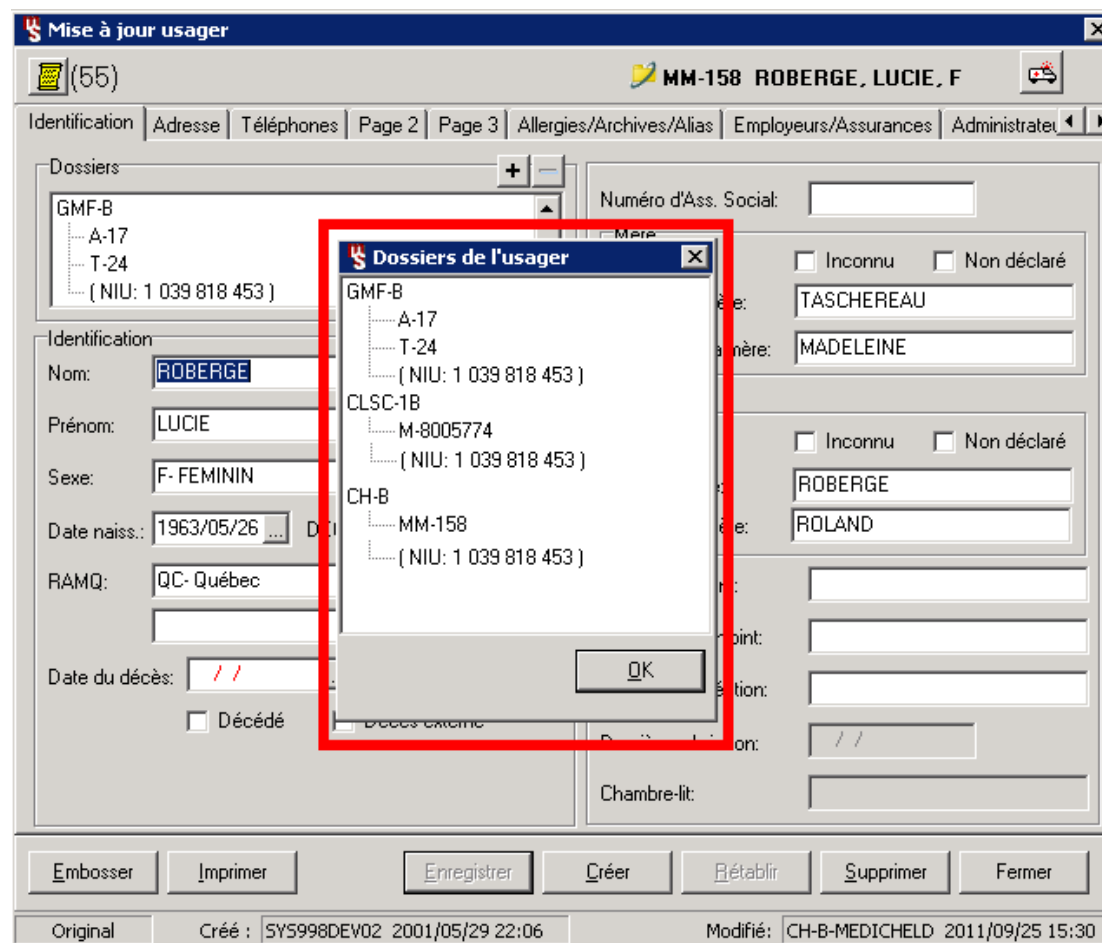 Mise à jour usager
(55)
MM-158 ROBERGE, LUCIE, F
Identification Adresse Téléphones Page 2 Page 3 Allergies/Archives/Alias Employeurs/Assurances
Dossiers
+ −
GMF-B
A-17
T-24
( NIU: 1 039 818 453 )
Identification
Nom: ROBERGE
Prénom: LUCIE
Sexe: F- FEMININ
Date naiss.: 1963/05/26 ...
RAMQ: QC- Québec
Date du décès: / /
Décédé
Dossiers de l'usager
GMF-B
A-17
T-24
( NIU: 1 039 818 453 )
CLSC-1B
M-8005774
( NIU: 1 039 818 453 )
CH-B
MM-158
( NIU: 1 039 818 453 )
OK
Numéro d'Ass. Social:
Mère
Inconnu Non déclaré
TASCHEREAU
mère: MADELEINE
Inconnu Non déclaré
ROBERGE
ROLAND
/ /
Chambre-lit:
Embosser Imprimer Enregistrer Créer Rétablir Supprimer Fermer
Original Créé : SYS998DEV02 2001/05/29 22:06 Modifié: CH-B-MEDICHELD 2011/09/25 15:30